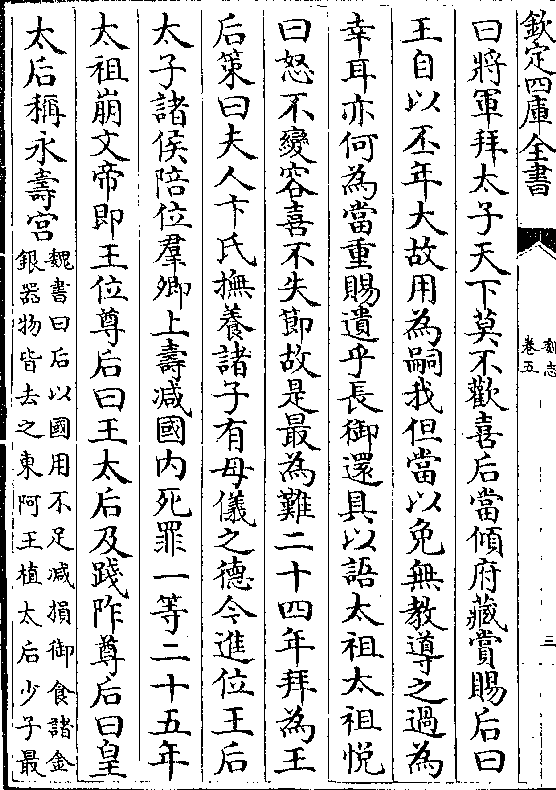 欽定四庫全書
魏志
卷五
三
曰將軍拜太子天下莫不歡喜后當傾府藏賞賜后曰
王自以丕年大故用為嗣我但當以免無教導之過為
幸耳亦何為當重賜遺乎長御還具以語太祖太祖悦
曰怒不變容喜不失節故是最為難二十四年拜為王
后策曰夫人卞氏撫養諸子有母儀之德今進位王后
太子諸侯陪位羣卿上壽减國内死罪一等二十五年
太祖崩文帝即王位尊后曰王太后及踐阼尊后曰皇
太后稱永壽宫
魏書曰后以國用不足减損御食諸金
銀器物皆去之東阿王植太后少子最